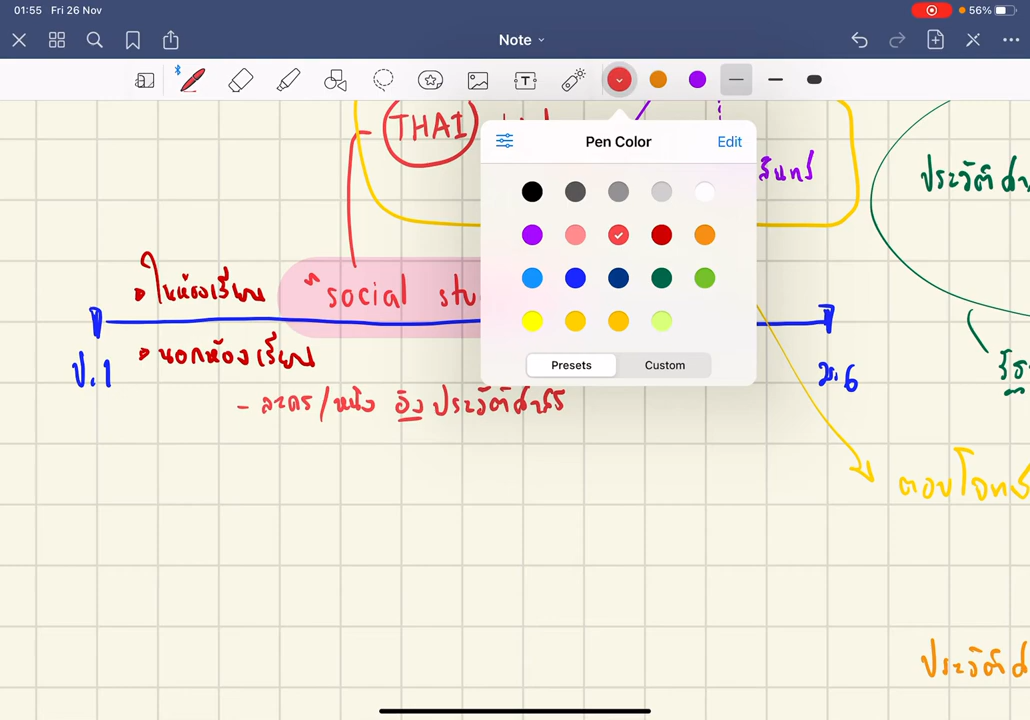 01:55 Fri 26 Nov
56%
Note
T
THAI
Pen Color
Edit
ประวัติศา
ในห้องเรียน
"social stu
ป.1
นอกห้องเรียน
Presets
Custom
ม.6
- ละคร/หนัง อิงประวัติศาสตร์
ตอบโจทย์
ประวัติศ